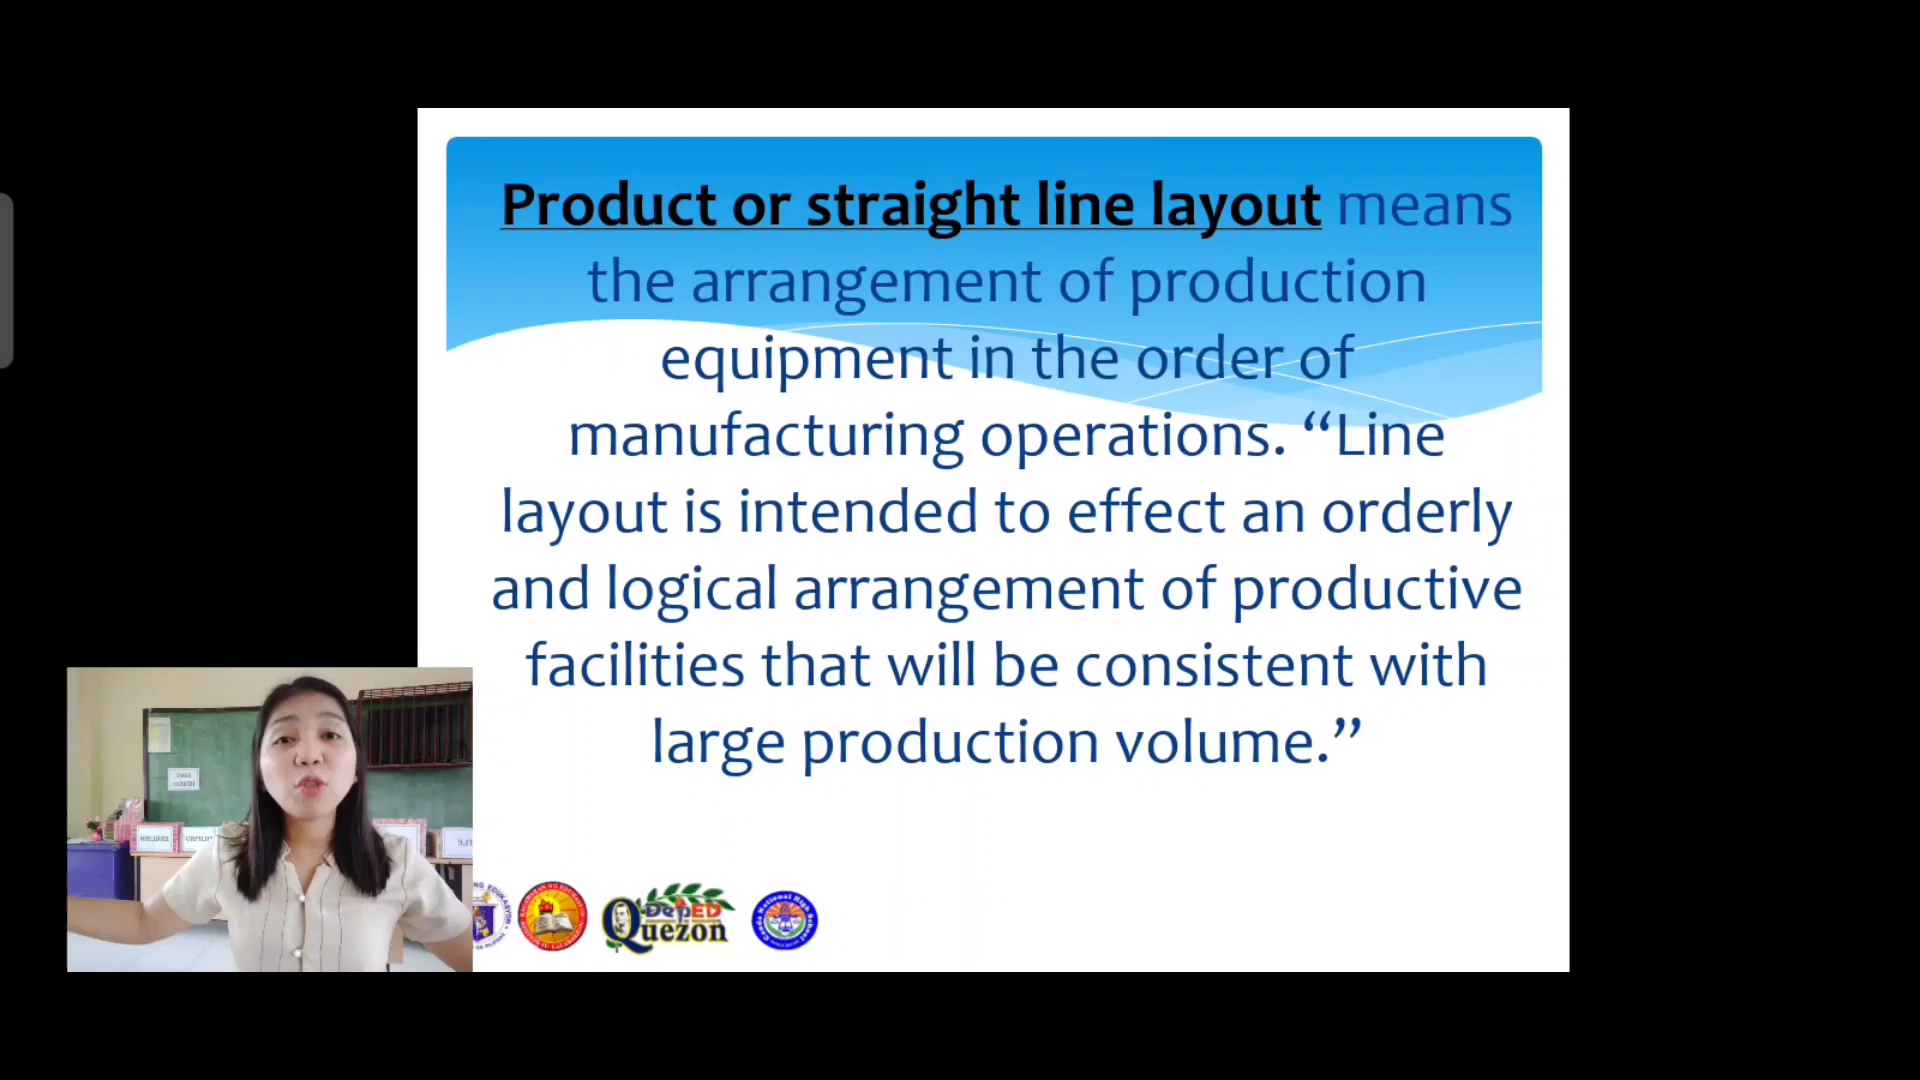 Product or straight line layout means
the arrangement of production
equipment in the order of
manufacturing operations. “Line
layout is intended to effect an orderly
and logical arrangement of productive
facilities that will be consistent with
large production volume.”
DepED
Quezon